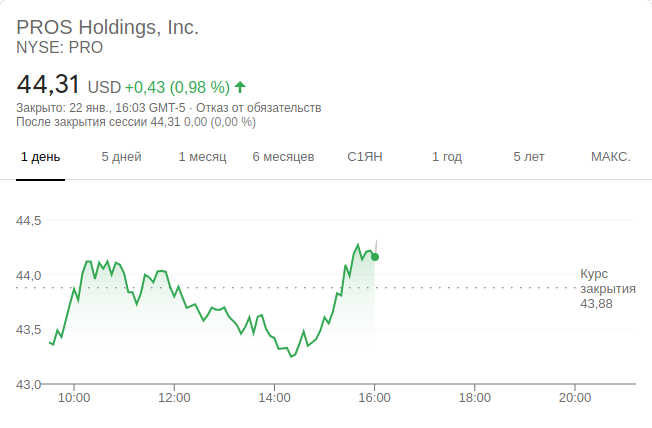 PROS Holdings, Inc.
NYSE: PRO
44,31 USD +0,43 (0,98 %)
Закрыто: 22 янв., 16:03 GMT-5 · Отказ от обязательств
После закрытия сессии 44,31 0,00 (0,00 %)
1 день 5 дней 1 месяц 6 месяцев С1ЯН 1 год 5 лет МАКС.
44,5
44,0
43,5
43,0
Курс
закрытия
43,88
10:00 12:00 14:00 16:00 18:00 20:00